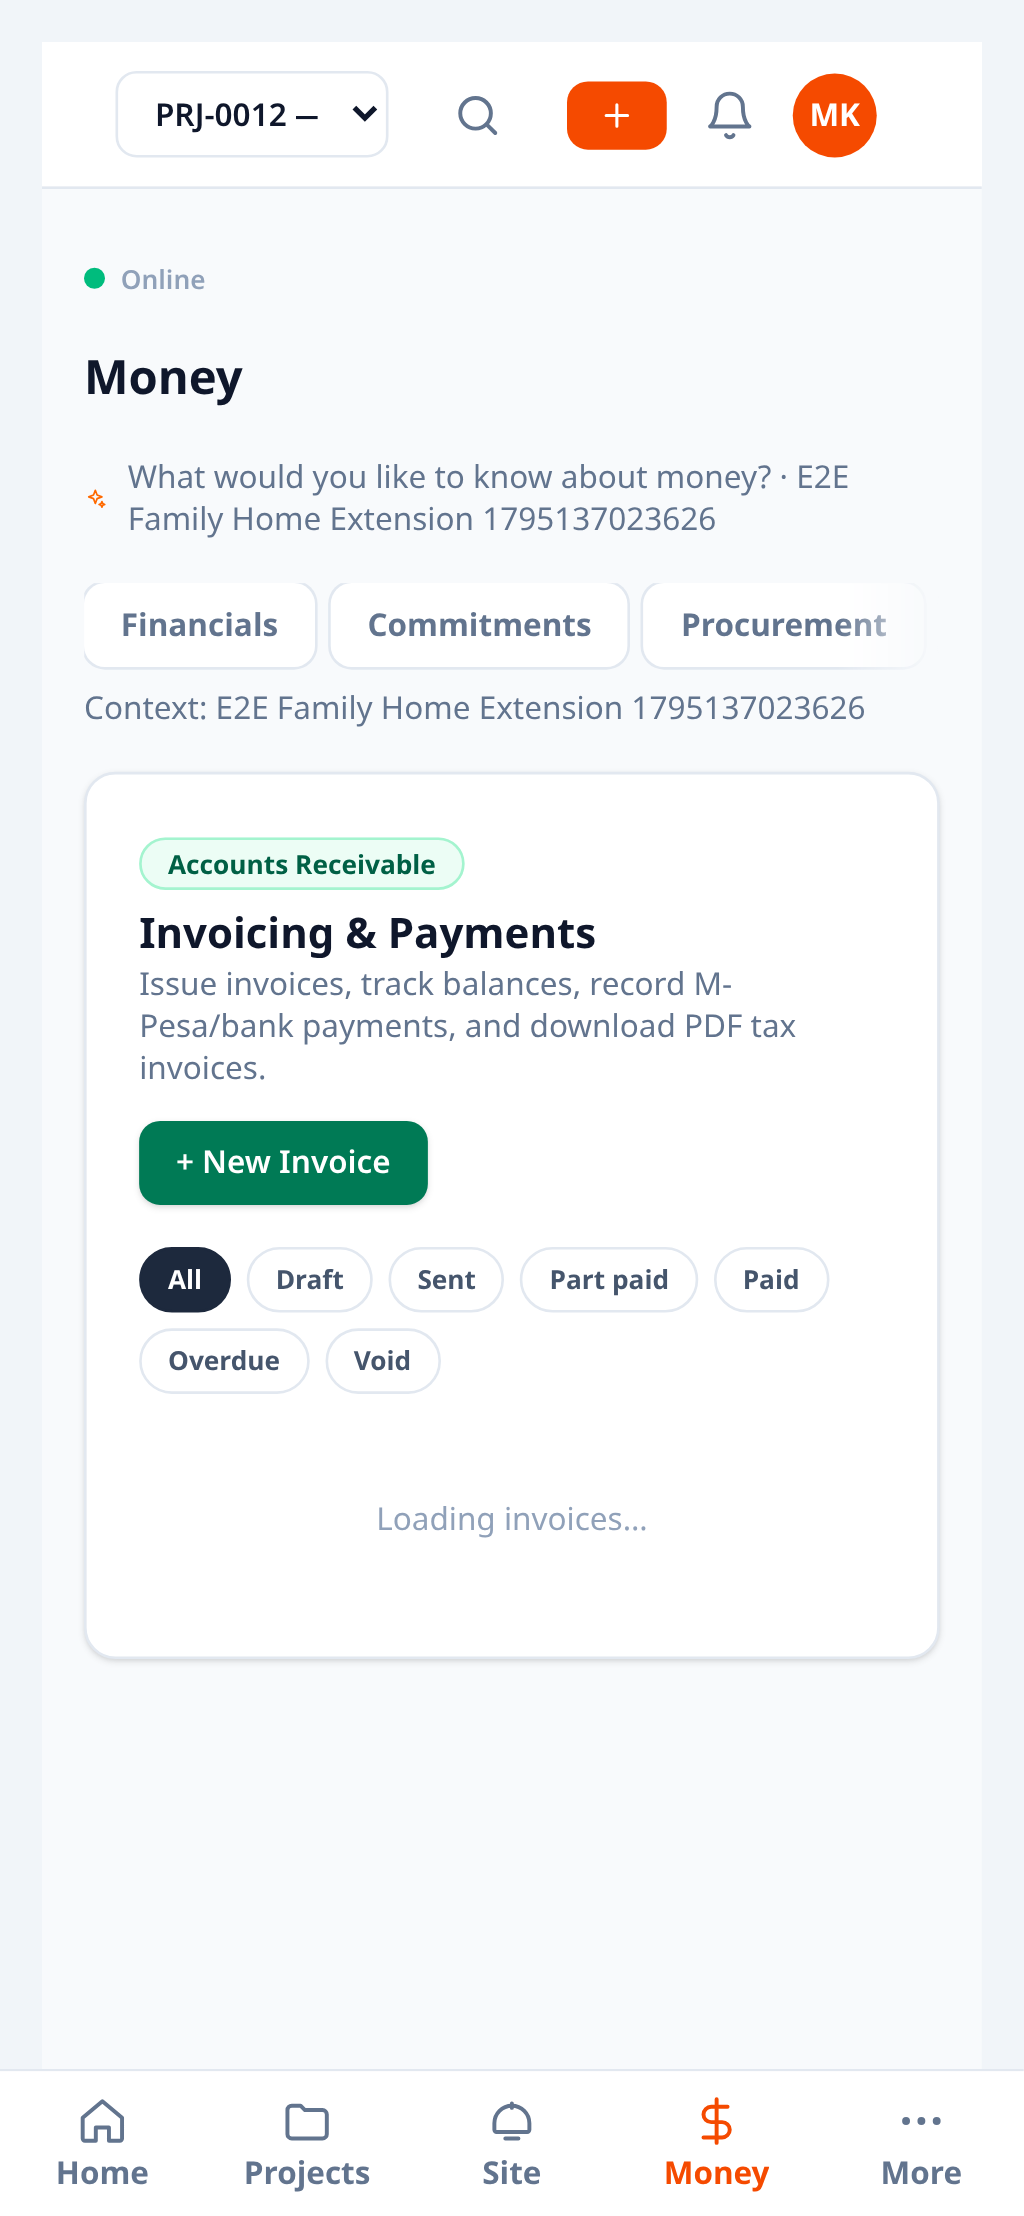 PRJ-0012 —
+
MK
Online
Money
What would you like to know about money? · E2E
Family Home Extension 1795137023626
Financials
Commitments
Procurement
Context: E2E Family Home Extension 1795137023626
Accounts Receivable
Invoicing & Payments
Issue invoices, track balances, record M-
Pesa/bank payments, and download PDF tax
invoices.
+ New Invoice
All
Draft
Sent
Part paid
Paid
Overdue
Void
Loading invoices...
Home
Projects
Site
Money
More